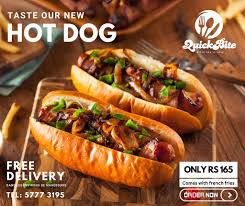 TASTE OUR NEW
HOT DOG
QuickBite
FREE
DELIVERY
TEL: 5777 3195
ONLY RS 165
Comes with french fries
ORDER NOW